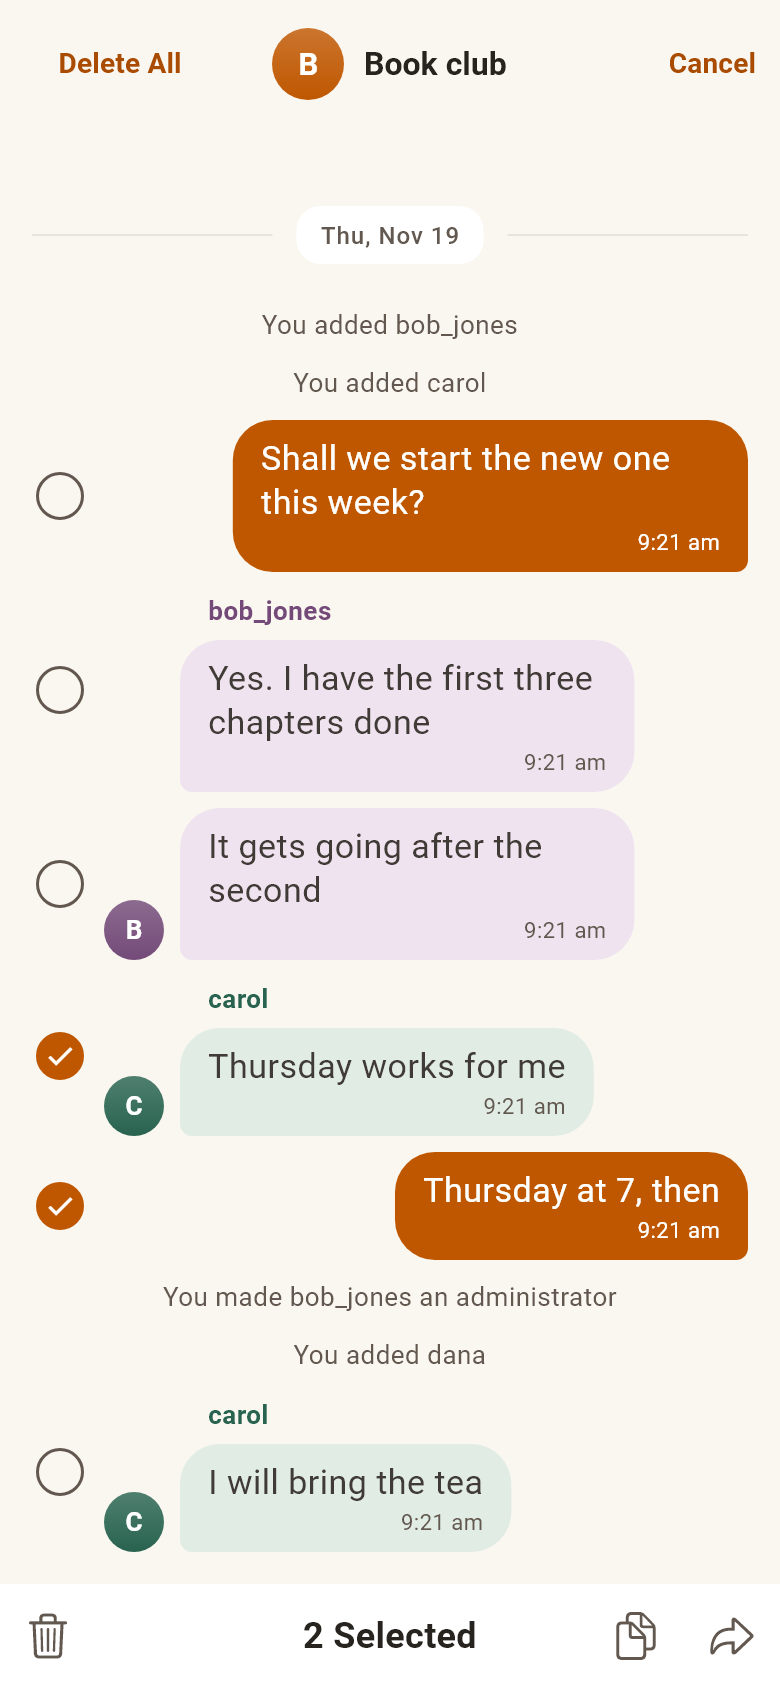 Delete All
B
Book club
Cancel
Thu, Nov 19
You added bob_jones
You added carol
Shall we start the new one
this week?
9:21 am
bob_jones
Yes. I have the first three
chapters done
9:21 am
It gets going after the
second
9:21 am
B
carol
Thursday works for me
9:21 am
C
Thursday at 7, then
9:21 am
You made bob_jones an administrator
You added dana
carol
I will bring the tea
9:21 am
C
2 Selected